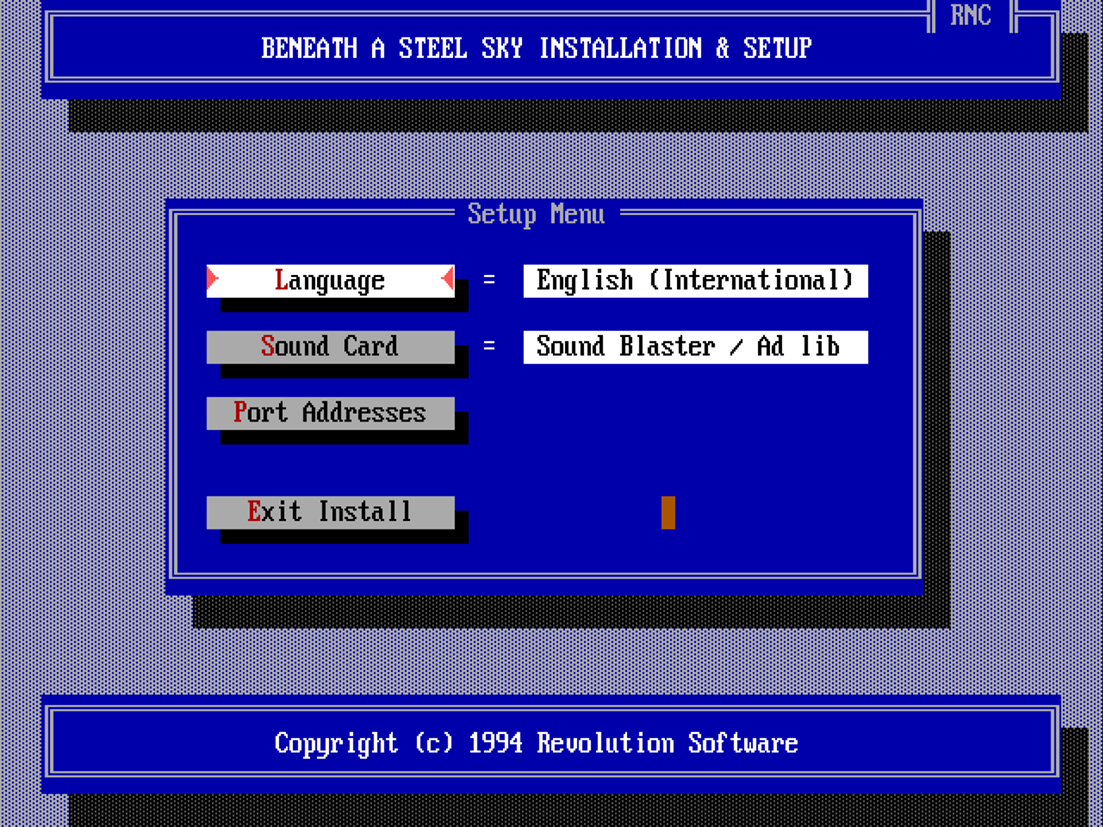 RNC
BENEATH A STEEL SKY INSTALLATION & SETUP
Setup Menu
Language = English (International)
Sound Card = Sound Blaster / Ad lib
Port Addresses
Exit Install
Copyright (c) 1994 Revolution Software